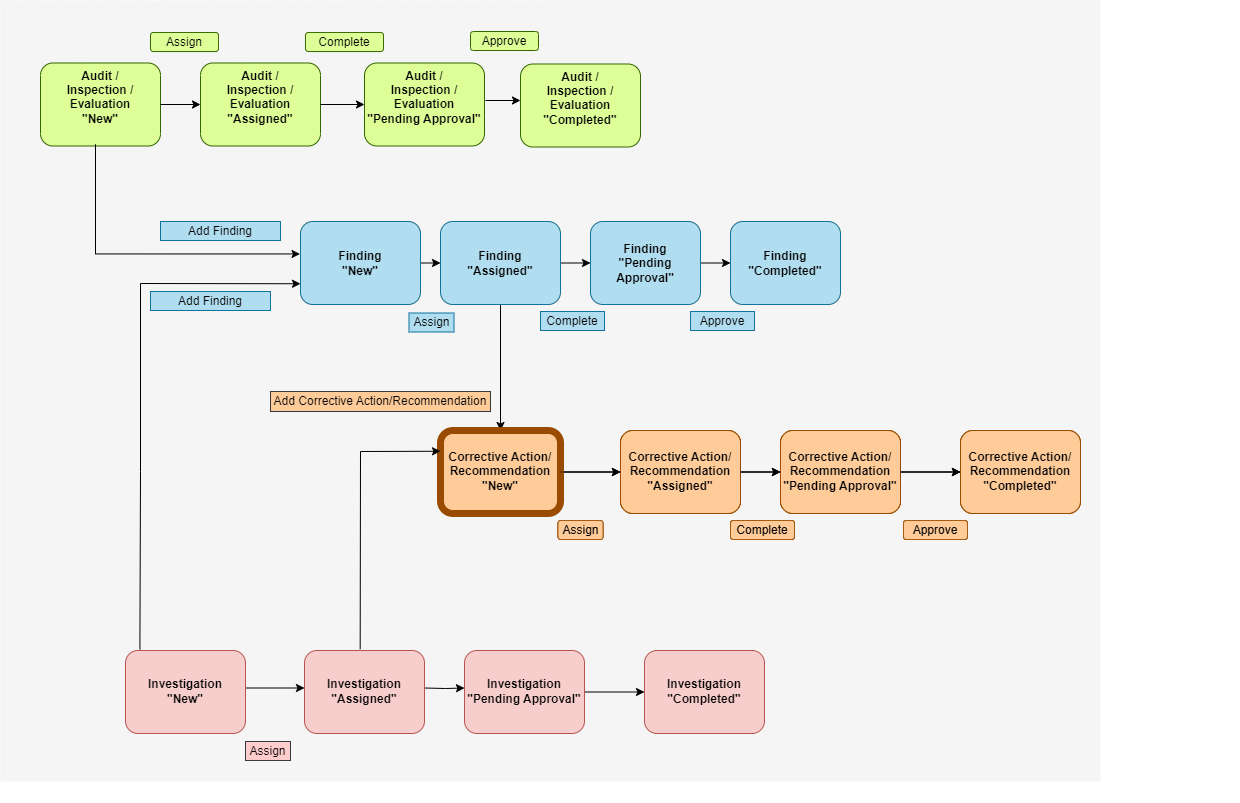 Assign
Complete
Approve
Audit /
Inspection /
Evaluation
"New"
Audit /
Inspection /
Evaluation
"Assigned"
Audit /
Inspection /
Evaluation
"Pending Approval"
Audit /
Inspection /
Evaluation
"Completed"
Add Finding
Finding
"New"
Finding
"Assigned"
Finding
"Pending
Approval"
Finding
"Completed"
Add Finding
Assign
Complete
Approve
Add Corrective Action/Recommendation
Corrective Action/
Recommendation
"New"
Corrective Action/
Recommendation
"Assigned"
Corrective Action/
Recommendation
"Pending Approval"
Corrective Action/
Recommendation
"Completed"
Assign
Complete
Approve
Investigation
"New"
Investigation
"Assigned"
Investigation
"Pending Approval"
Investigation
"Completed"
Assign